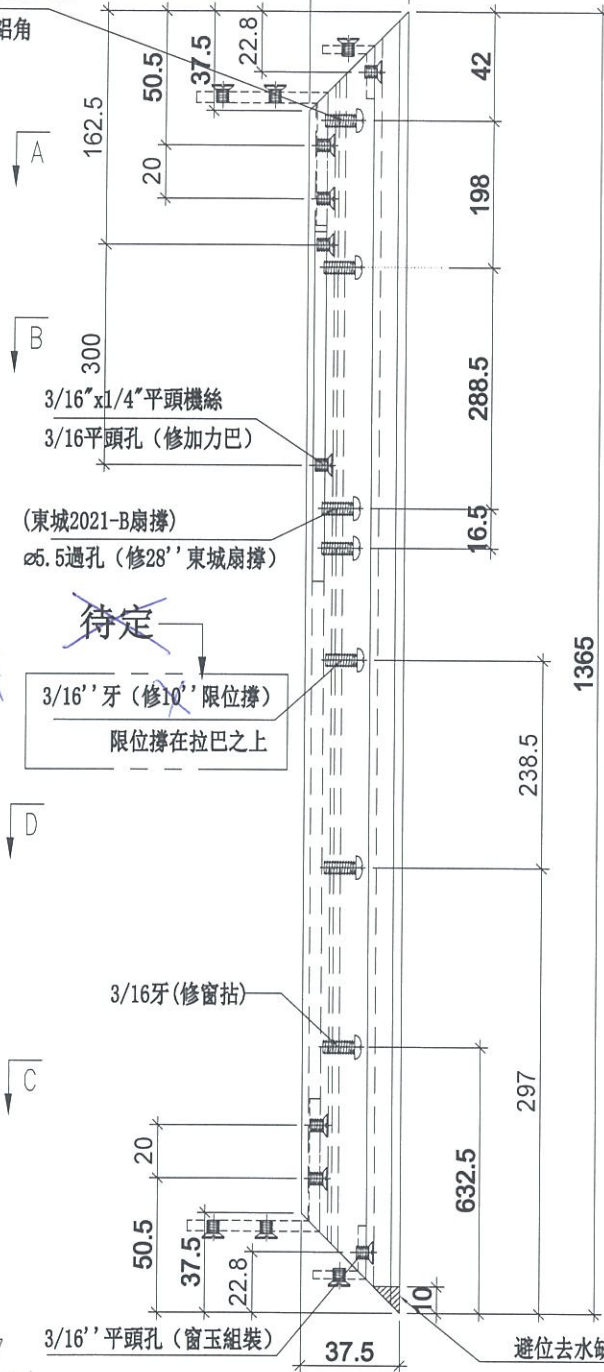 鋁角
22.8
37.5
50.5
162.5
20
42
A
198
B
300
288.5
3/16"x1/4"平頭機絲
3/16平頭孔（修加力巴）
(東城2021-B扇撐)
⌀5.5過孔（修28''東城扇撐）
16.5
待定
3/16''牙（修10''限位撐）
限位撐在拉巴之上
1365
238.5
D
3/16牙(修窗拈)
C
297
20
632.5
50.5
37.5
22.8
10
3/16''平頭孔（窗玉組裝）
37.5
避位去水